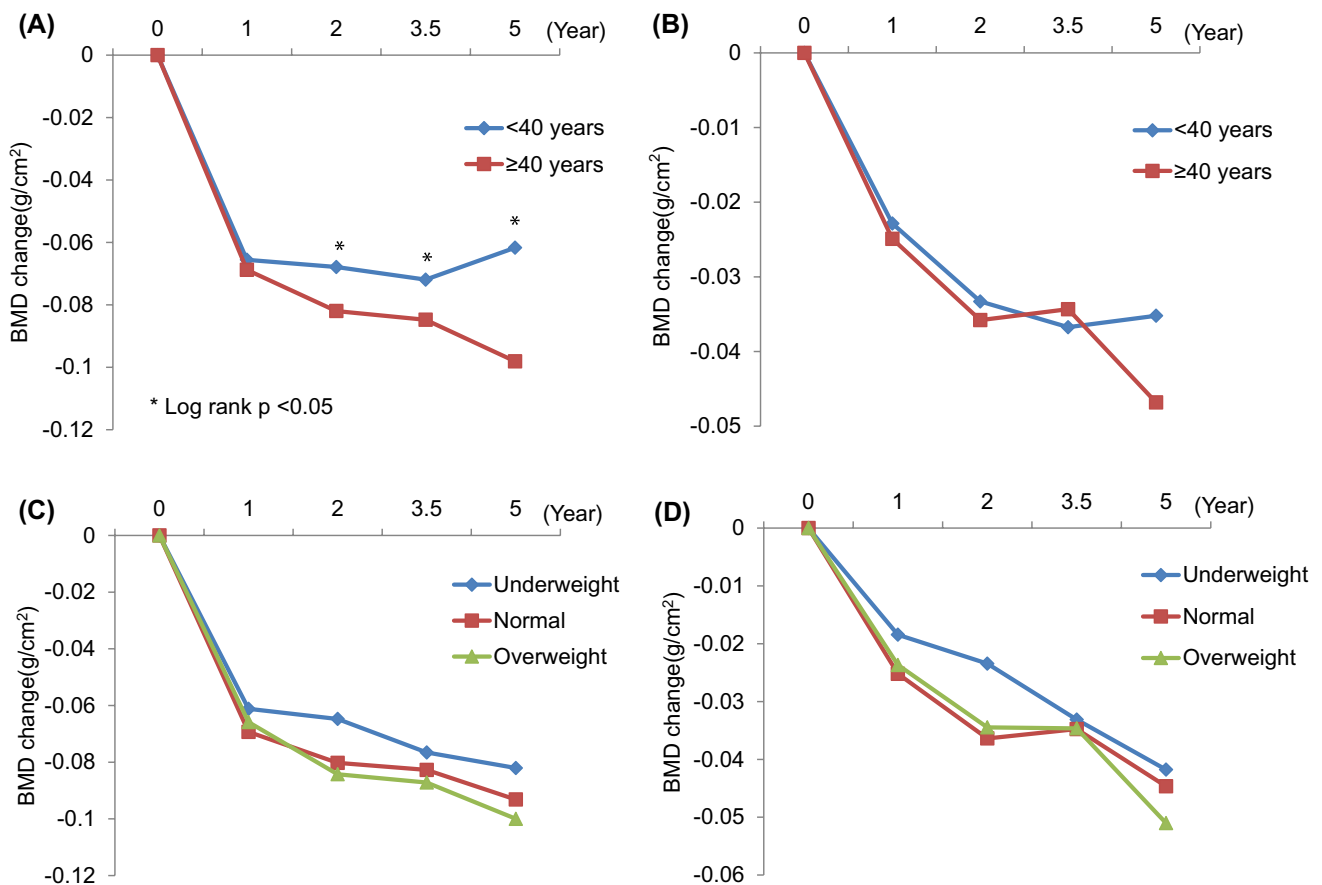 (A)
0 1 2 3.5 5 (Year)
0
-0.02
-0.04
-0.06
-0.08
-0.1
-0.12
BMD change(g/cm²)
<40 years
≥40 years
*
*
*
* Log rank p <0.05
(B)
0 1 2 3.5 5 (Year)
0
-0.01
-0.02
-0.03
-0.04
-0.05
BMD change(g/cm²)
<40 years
≥40 years
(C)
0 1 2 3.5 5 (Year)
0
-0.02
-0.04
-0.06
-0.08
-0.1
-0.12
BMD change(g/cm²)
Underweight
Normal
Overweight
(D)
0 1 2 3.5 5 (Year)
0
-0.01
-0.02
-0.03
-0.04
-0.05
-0.06
BMD change(g/cm²)
Underweight
Normal
Overweight